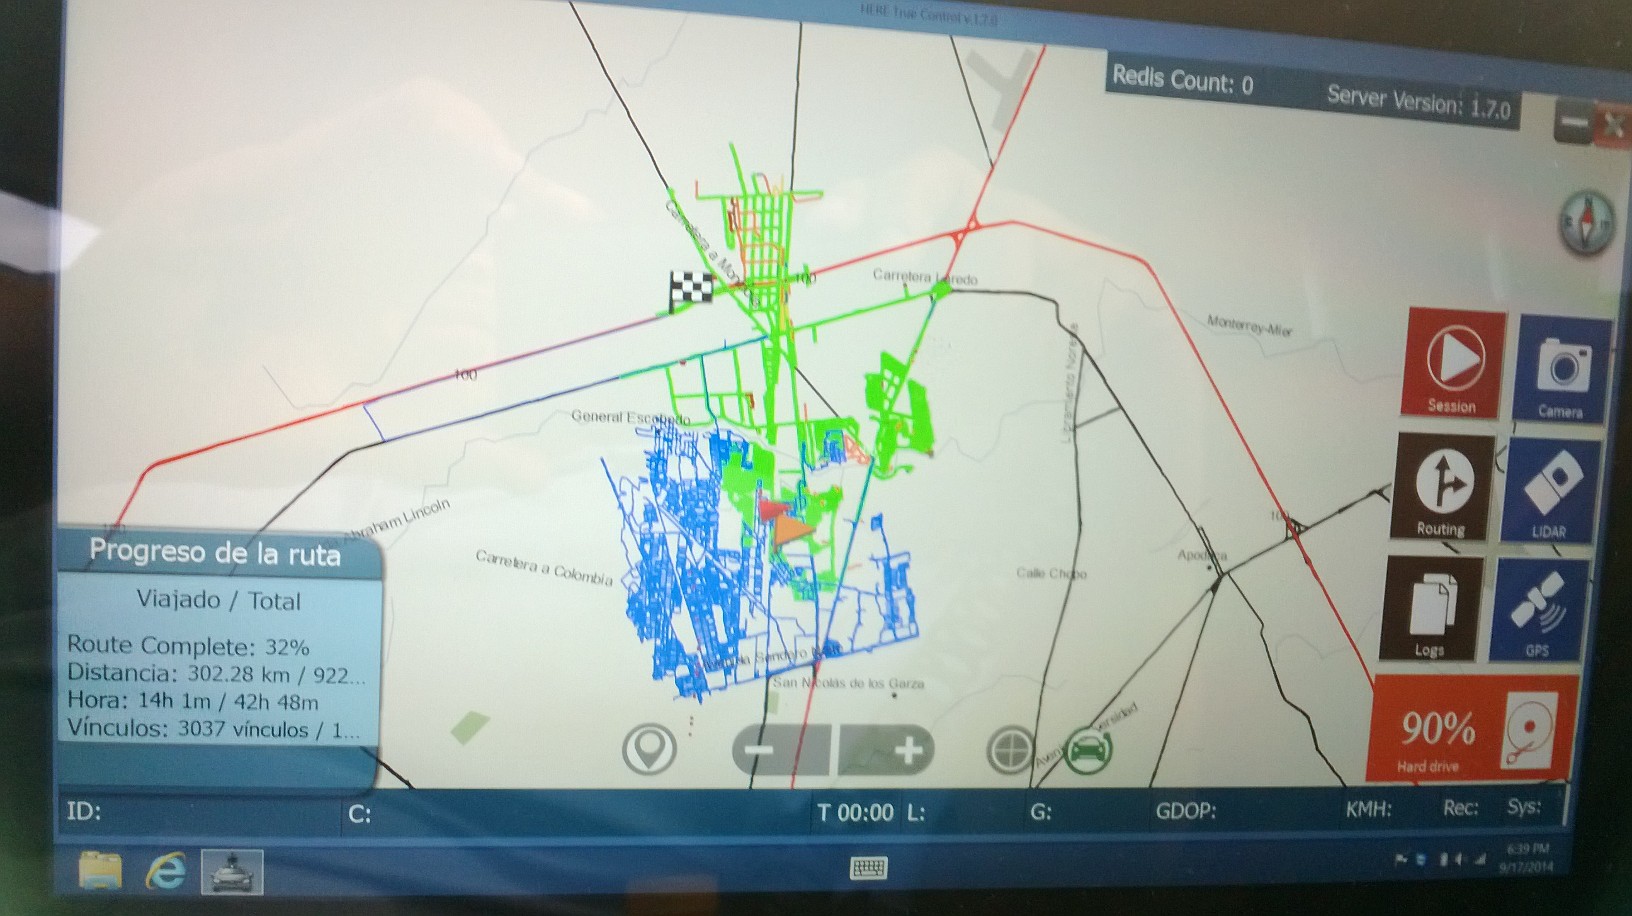 HERE True Control v.1.7.0
Redis Count: 0
Server Version: 1.7.0
100
Carretera Laredo
Monterrey-Mier
100
General Escobedo
Abraham Lincoln
Carretera a Colombia
100
Apodaca
Calle Chopo
San Nicolás de los Garza
Session
Camera
Routing
LIDAR
Logs
GPS
90%
Hard drive
Progreso de la ruta
Viajado / Total
Route Complete: 32%
Distancia: 302.28 km / 922...
Hora: 14h 1m / 42h 48m
Vínculos: 3037 vínculos / 1...
ID:
C:
T 00:00
L:
G:
GDOP:
KMH:
Rec:
Sys:
6:39 PM
9/17/2014